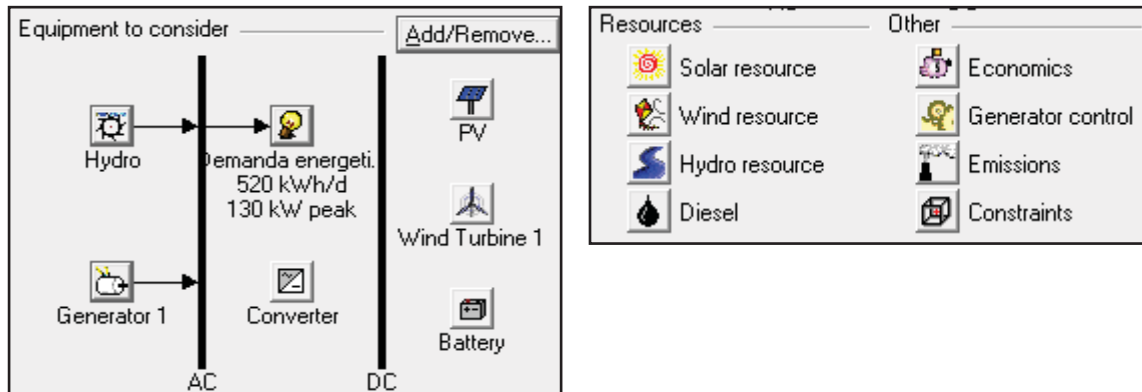 Equipment to consider
Add/Remove...
Hydro
Demanda energeti.
520 kWh/d
130 kW peak
PV
Wind Turbine 1
Generator 1
Converter
Battery
AC
DC
Resources
Other
Solar resource
Economics
Wind resource
Generator control
Hydro resource
Emissions
Diesel
Constraints